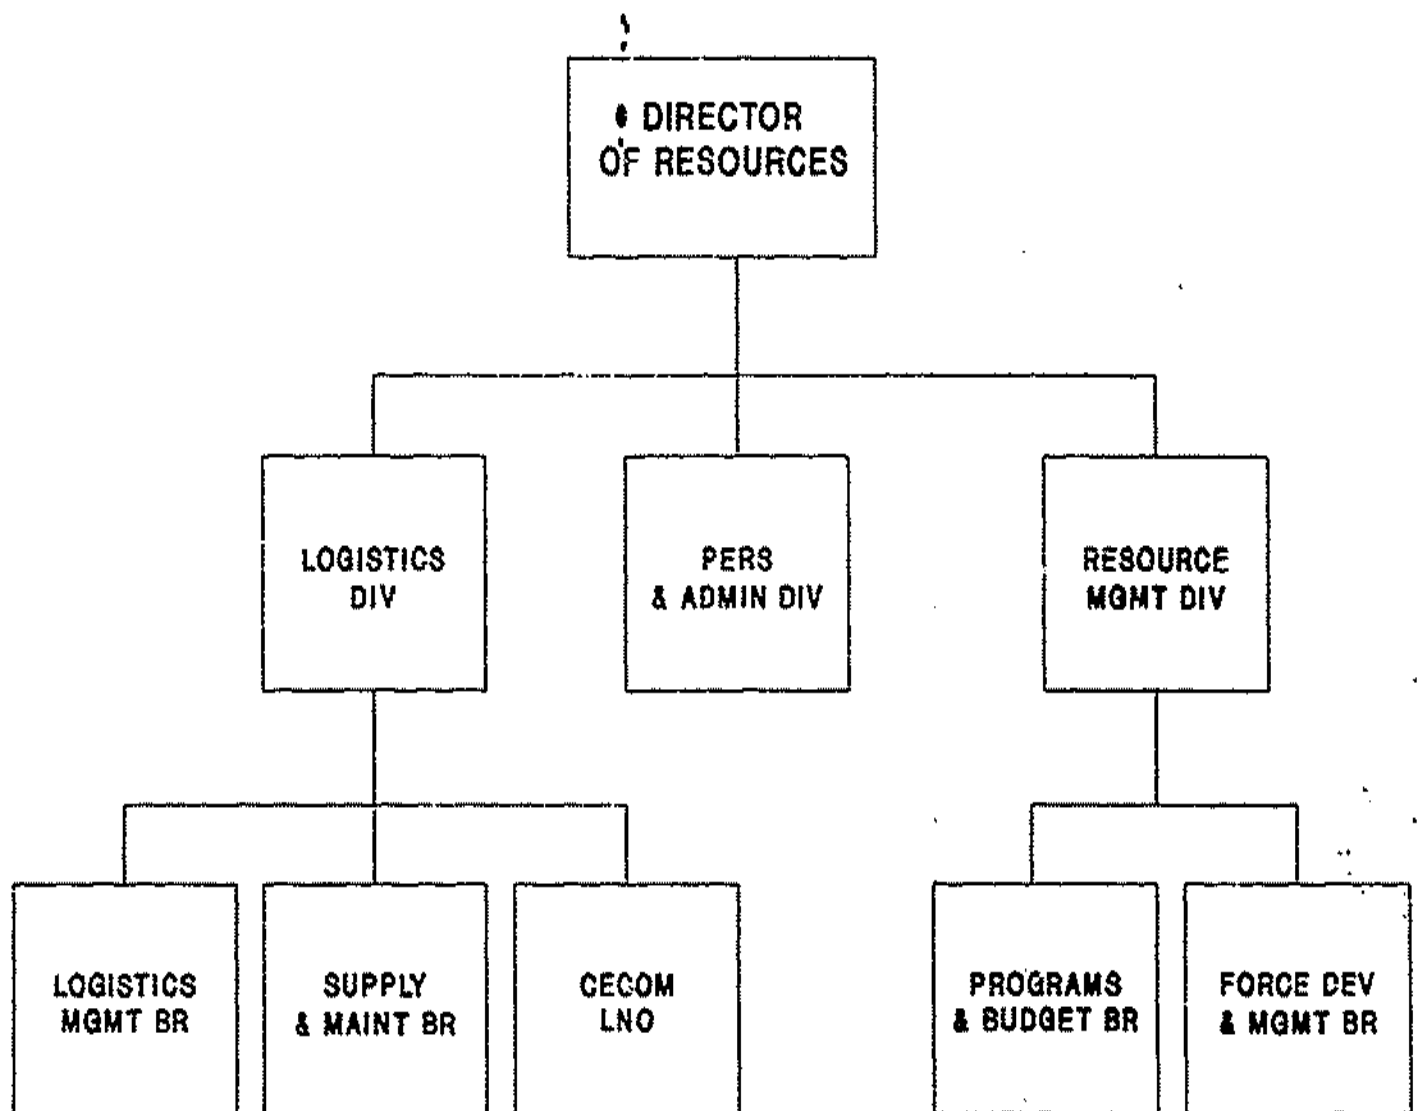 DIRECTOR
OF RESOURCES
LOGISTICS
DIV
PERS
& ADMIN DIV
RESOURCE
MGMT DIV
LOGISTICS
MGMT BR
SUPPLY
& MAINT BR
CECOM
LNO
PROGRAMS
& BUDGET BR
FORCE DEV
& MGMT BR